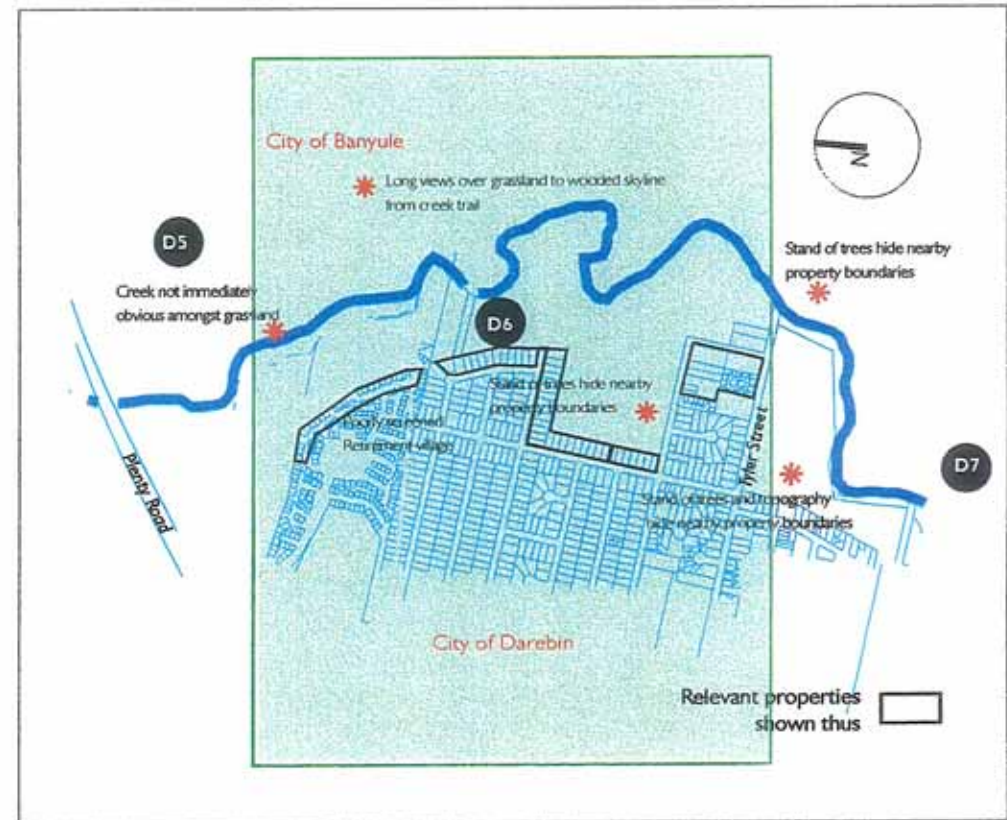 City of Banyule
Long views over grassland to wooded skyline
from creek trail
D5
N
Creek not immediately
obvious amongst grassland
Stand of trees hide nearby
property boundaries
D6
Stand of trees hide nearby
property boundaries
Poorly screened
Retirement village
Plenty Road
Tyler Street
D7
Stand of trees and topography
hide nearby property boundaries
City of Darebin
Relevant properties
shown thus